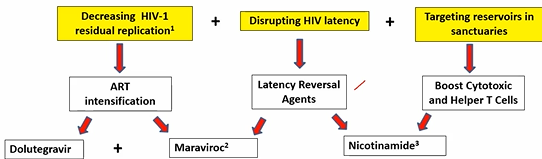 Decreasing HIV-1
residual replication1
+
Disrupting HIV latency
+
Targeting reservoirs in
sanctuaries
ART
intensification
Latency Reversal
Agents
Boost Cytotoxic
and Helper T Cells
Dolutegravir
+
Maraviroc2
Nicotinamide3